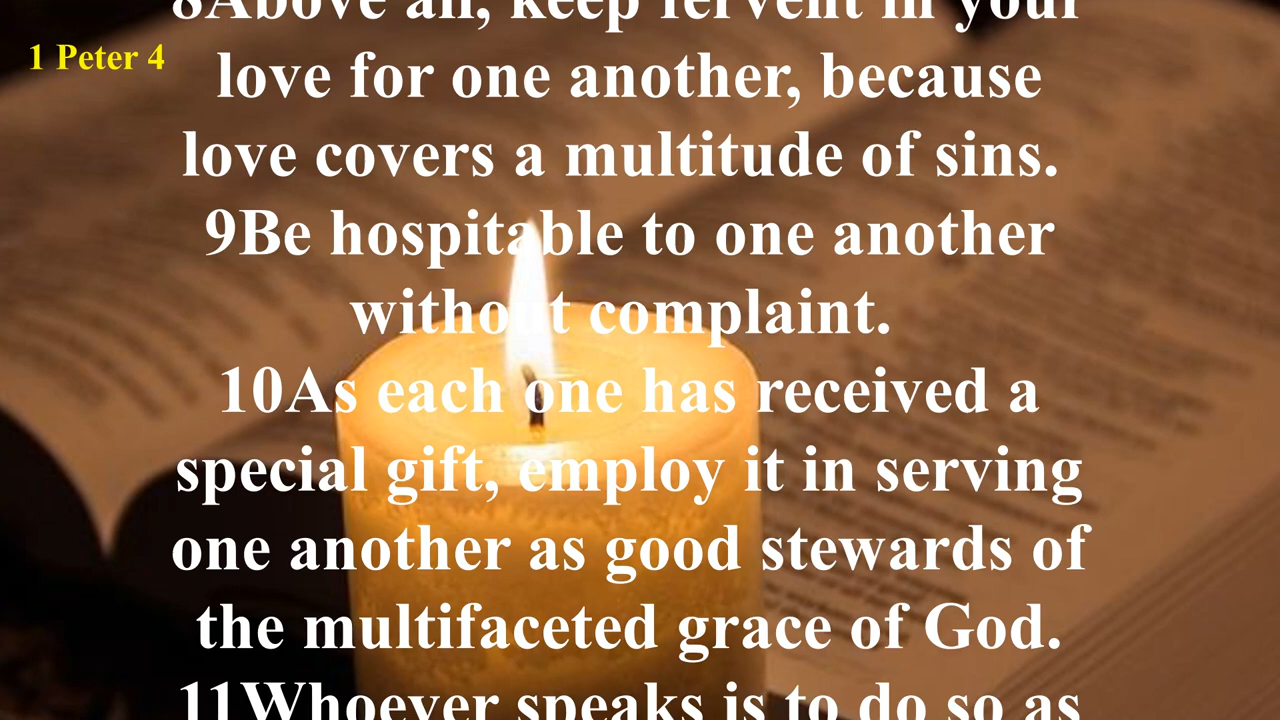 8Above all, keep fervent in your
1 Peter 4
love for one another, because
love covers a multitude of sins.
9Be hospitable to one another
without complaint.
10As each one has received a
special gift, employ it in serving
one another as good stewards of
the multifaceted grace of God.
11Whoever speaks is to do so as